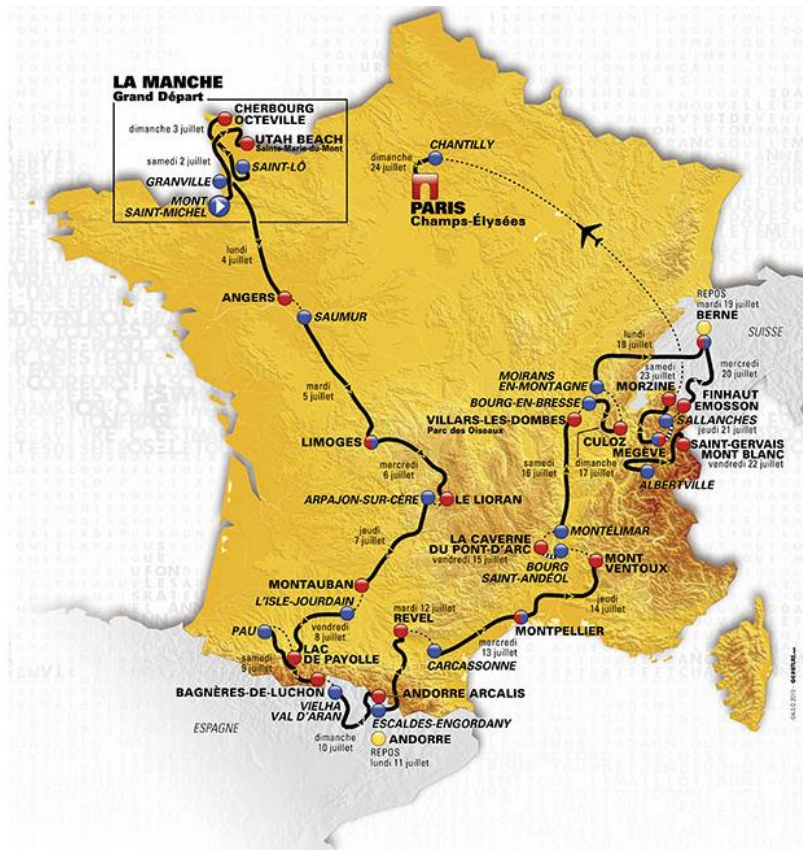 LA MANCHE
Grand Départ
CHERBOURG
OCTEVILLE
dimanche 3 juillet
UTAH BEACH
Sainte-Marie-du-Mont
samedi 2 juillet
SAINT-LÔ
GRANVILLE
MONT
SAINT-MICHEL
CHANTILLY
dimanche
24 juillet
PARIS
Champs-Élysées
lundi
4 juillet
ANGERS
SAUMUR
REPOS
mardi 19 juillet
BERNE
SUISSE
lundi
18 juillet
mercredi
20 juillet
mardi
5 juillet
MOIRANS
EN-MONTAGNE
samedi
23 juillet
MORZINE
BOURG-EN-BRESSE
FINHAUT
EMOSSON
SALLANCHES
jeudi 21 juillet
VILLARS-LES-DOMBES
Parc des Oiseaux
CULOZ
MEGÈVE
SAINT-GERVAIS
MONT BLANC
vendredi 22 juillet
LIMOGES
mercredi
6 juillet
samedi
16 juillet
dimanche
17 juillet
ALBERTVILLE
ARPAJON-SUR-CÈRE
LE LIORAN
jeudi
7 juillet
MONTÉLIMAR
LA CAVERNE
DU PONT-D'ARC
vendredi 15 juillet
BOURG
SAINT-ANDÉOL
MONT
VENTOUX
MONTAUBAN
L'ISLE-JOURDAIN
mardi 12 juillet
REVEL
jeudi
14 juillet
PAU
vendredi
8 juillet
MONTPELLIER
mercredi
13 juillet
LAC
DE PAYOLLE
CARCASSONNE
samedi
9 juillet
BAGNÈRES-DE-LUCHON
ANDORRE ARCALIS
VIELHA
VAL D'ARAN
ESCALDES-ENGORDANY
ESPAGNE
dimanche
10 juillet
ANDORRE
REPOS
lundi 11 juillet